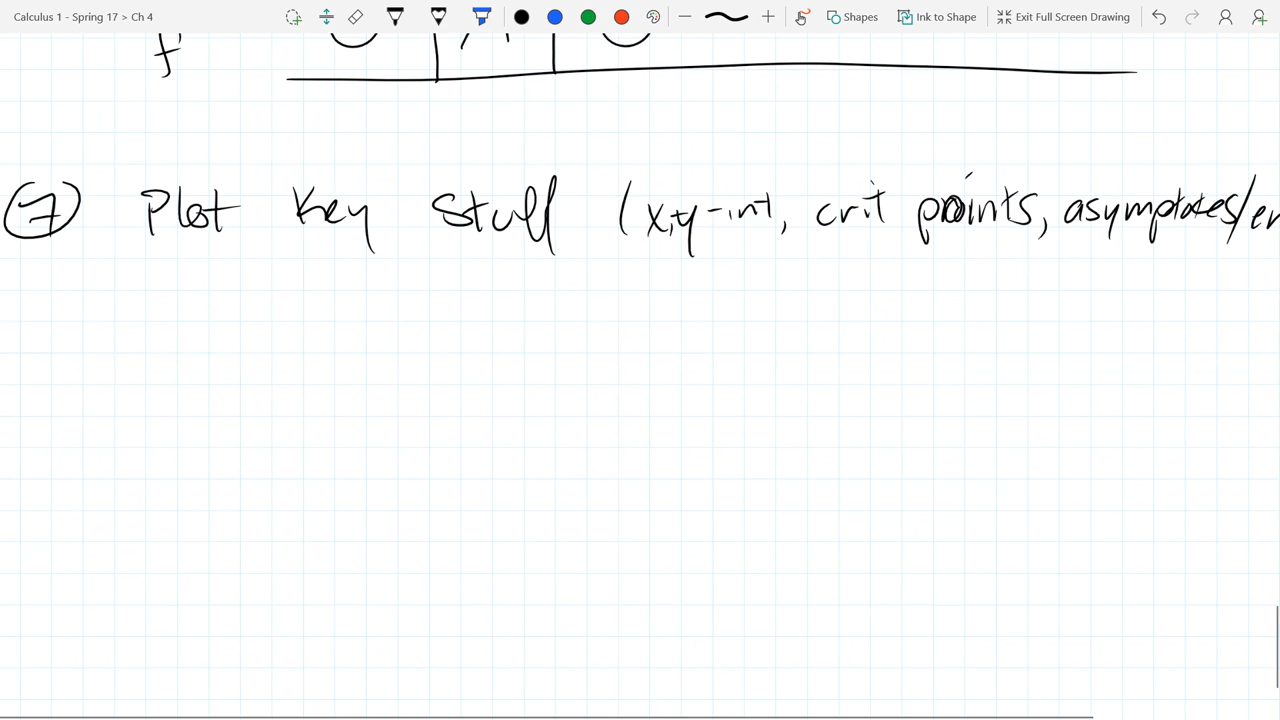 Calculus 1 - Spring 17 > Ch 4
Shapes
Ink to Shape
Exit Full Screen Drawing
f'
7 Plot Key Stuff (x,y-int, crit points, asymptotes/en